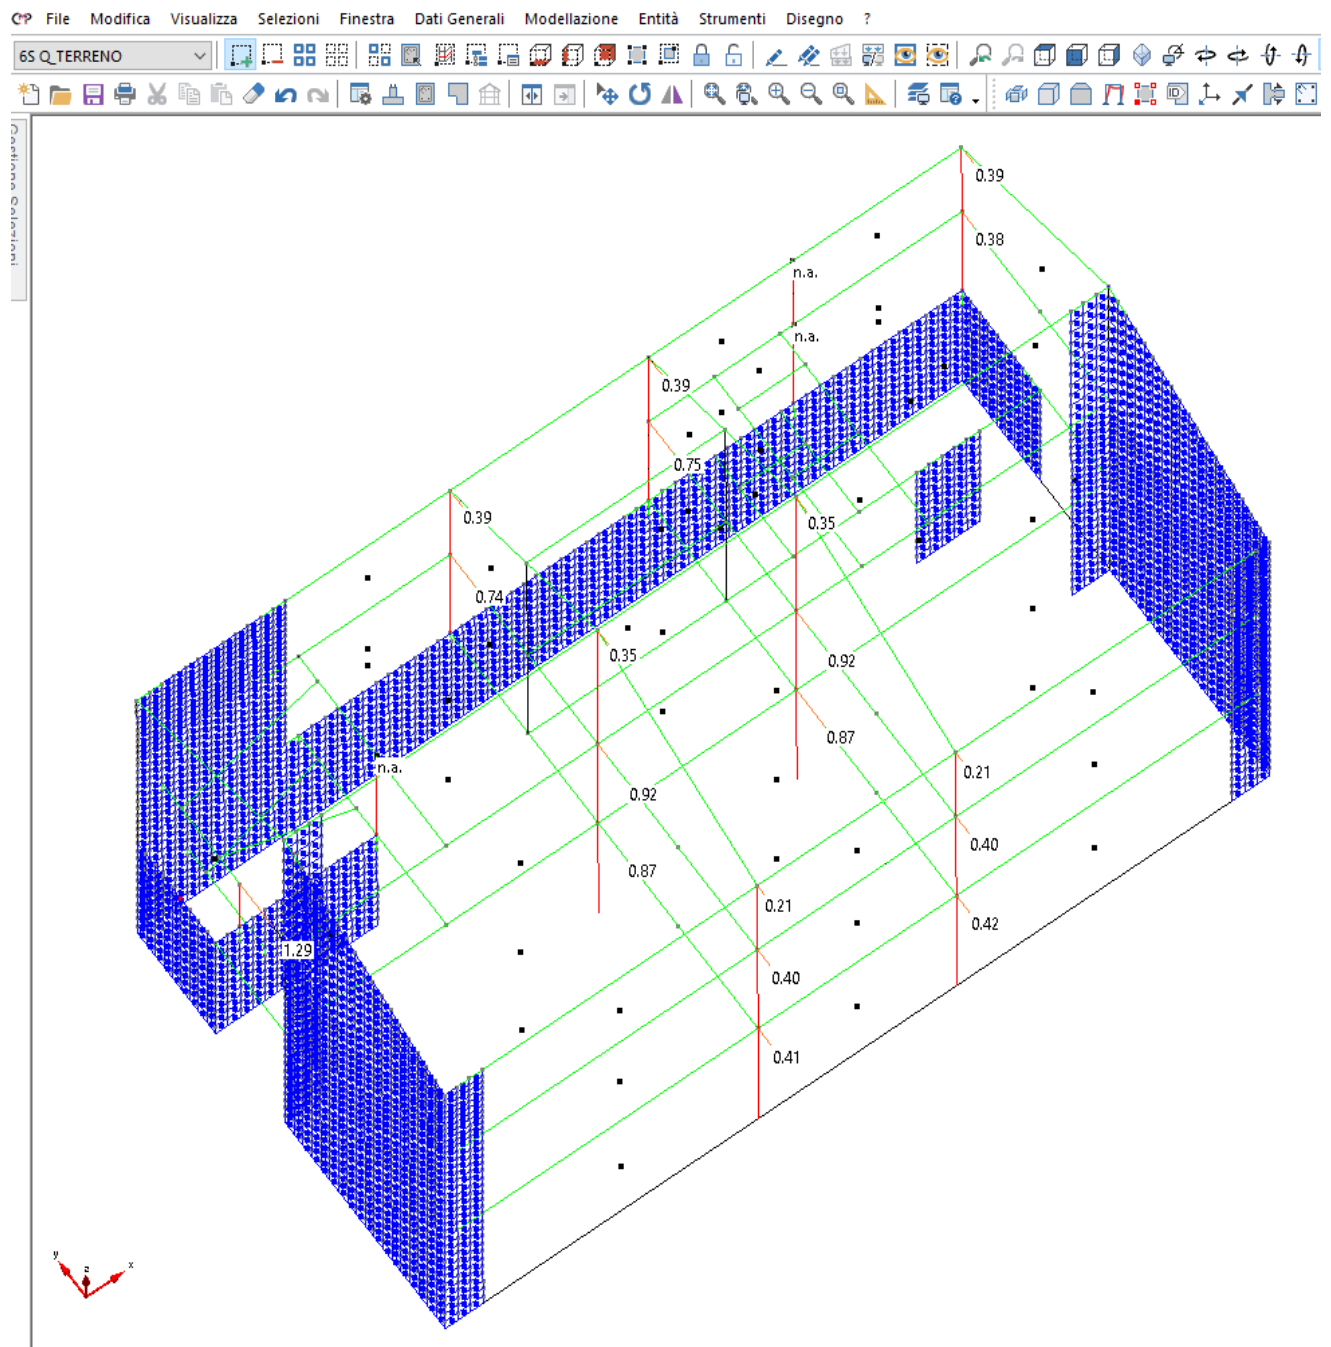 File Modifica Visualizza Selezioni Finestra Dati Generali Modellazione Entità Strumenti Disegno ?
6S Q_TERRENO
Gestione Selezioni
0.39
0.38
n.a.
n.a.
0.39
0.75
0.39
0.35
0.74
0.35
0.92
0.87
n.a.
0.21
0.92
0.40
0.87
0.21
0.42
1.29
0.40
0.41
y
z
x